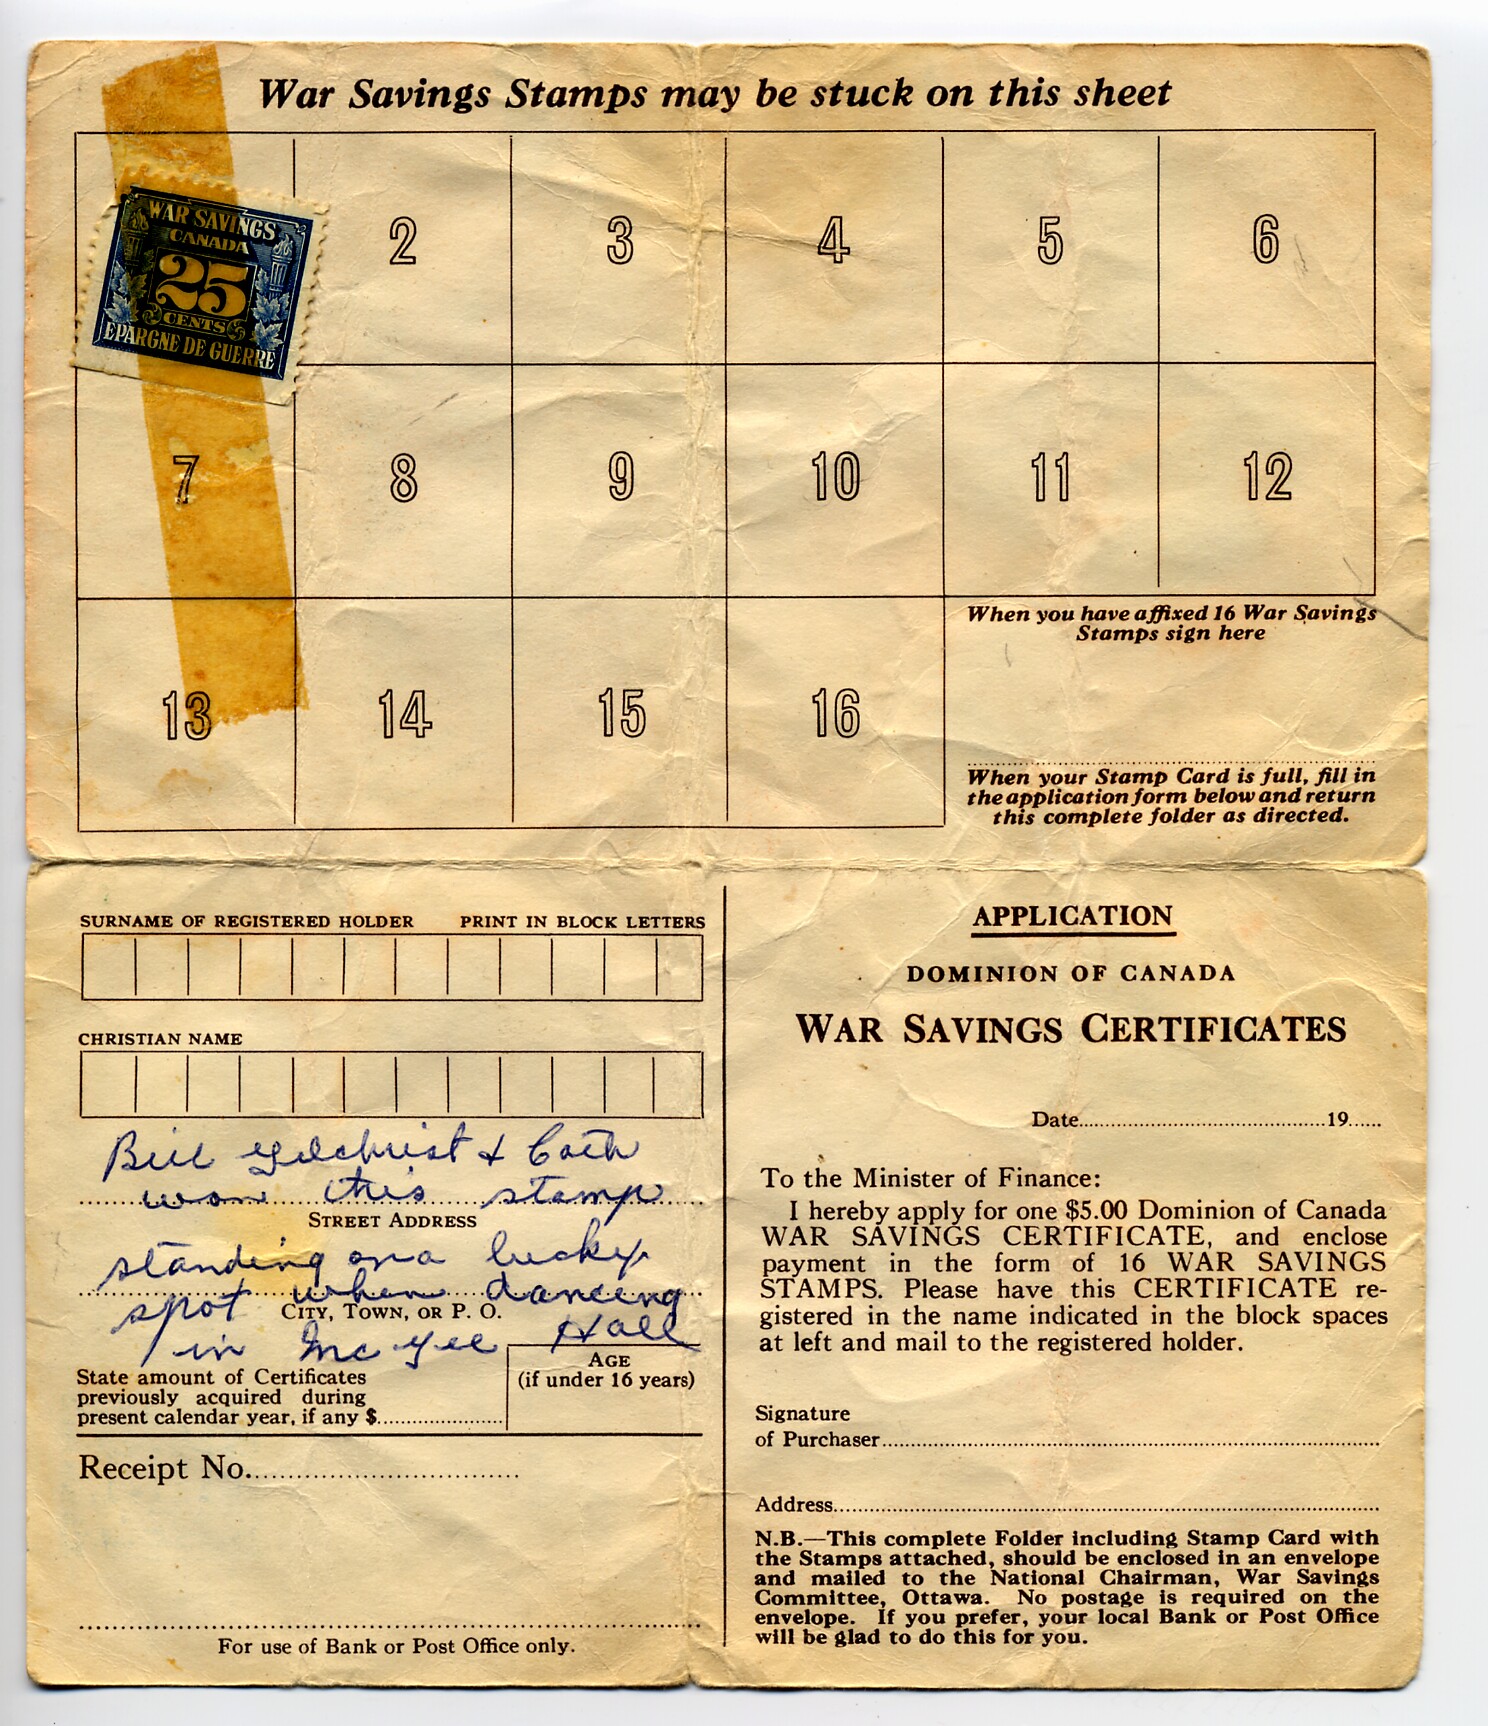 War Savings Stamps may be stuck on this sheet
WAR SAVINGS
CANADA
25
CENTS
EPARGNE DE GUERRE
2
3
4
5
6
7
8
9
10
11
12
13
14
15
16
When you have affixed 16 War Savings
Stamps sign here
When your Stamp Card is full, fill in
the application form below and return
this complete folder as directed.
SURNAME OF REGISTERED HOLDER PRINT IN BLOCK LETTERS
CHRISTIAN NAME
Bill Gilchrist & Cath
won this stamp
STREET ADDRESS
standing on a lucky
spot when dancing
CITY, TOWN, OR P. O.
in McGee Hall
State amount of Certificates
previously acquired during
present calendar year, if any $
AGE
(if under 16 years)
Receipt No.
For use of Bank or Post Office only.
APPLICATION
DOMINION OF CANADA
WAR SAVINGS CERTIFICATES
Date 19
To the Minister of Finance:
I hereby apply for one $5.00 Dominion of Canada
WAR SAVINGS CERTIFICATE, and enclose
payment in the form of 16 WAR SAVINGS
STAMPS. Please have this CERTIFICATE re-
gistered in the name indicated in the block spaces
at left and mail to the registered holder.
Signature
of Purchaser
Address
N.B.—This complete Folder including Stamp Card with
the Stamps attached, should be enclosed in an envelope
and mailed to the National Chairman, War Savings
Committee, Ottawa. No postage is required on the
envelope. If you prefer, your local Bank or Post Office
will be glad to do this for you.